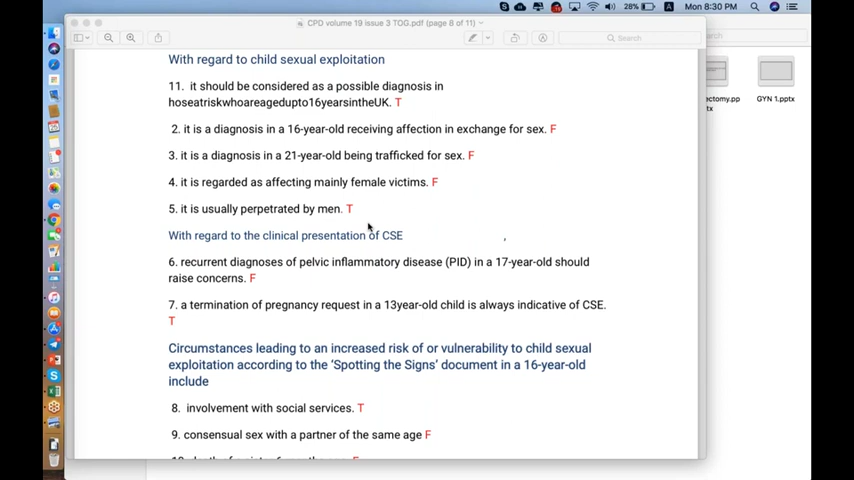 28%
A
Mon 8:30 PM
CPD volume 19 issue 3 TOG.pdf (page 8 of 11)
Search
With regard to child sexual exploitation
11. it should be considered as a possible diagnosis in
hoseatriskwhoareagedupto16yearsintheUK. T
2. it is a diagnosis in a 16-year-old receiving affection in exchange for sex. F
3. it is a diagnosis in a 21-year-old being trafficked for sex. F
4. it is regarded as affecting mainly female victims. F
5. it is usually perpetrated by men. T
With regard to the clinical presentation of CSE
,
6. recurrent diagnoses of pelvic inflammatory disease (PID) in a 17-year-old should
raise concerns. F
7. a termination of pregnancy request in a 13year-old child is always indicative of CSE.
T
Circumstances leading to an increased risk of or vulnerability to child sexual
exploitation according to the ‘Spotting the Signs’ document in a 16-year-old
include
8. involvement with social services. T
9. consensual sex with a partner of the same age F
earch
ectomy.pp
tx
GYN 1.pptx